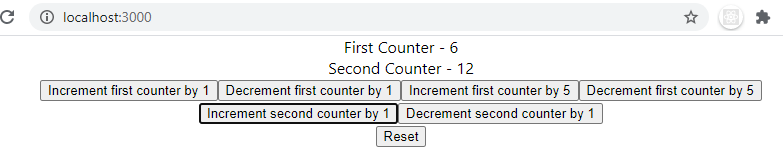 localhost:3000
First Counter - 6
Second Counter - 12
Increment first counter by 1 Decrement first counter by 1 Increment first counter by 5 Decrement first counter by 5
Increment second counter by 1 Decrement second counter by 1
Reset